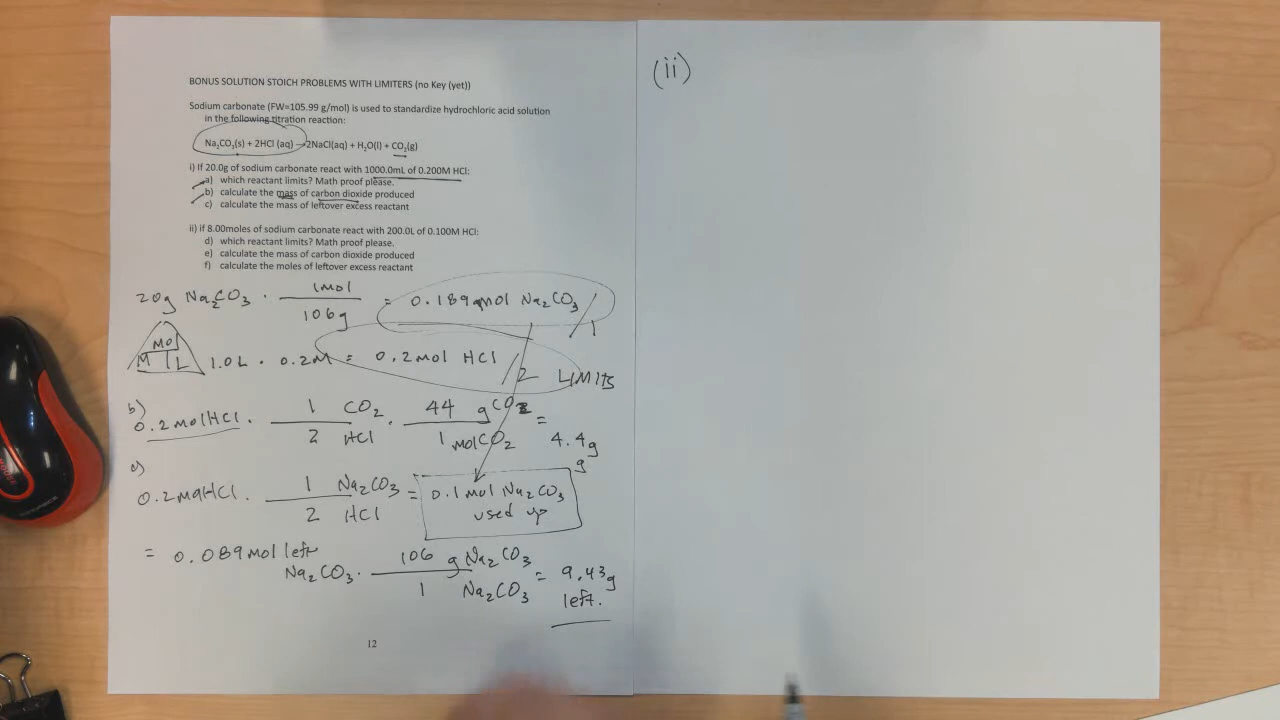 BONUS SOLUTION STOICH PROBLEMS WITH LIMITERS (no Key (yet))
Sodium carbonate (FW=105.99 g/mol) is used to standardize hydrochloric acid solution
in the following titration reaction:
Na₂CO₃(s) + 2HCl (aq) → 2NaCl(aq) + H₂O(l) + CO₂(g)
i) If 20.0g of sodium carbonate react with 1000.0mL of 0.200M HCl:
a) which reactant limits? Math proof please.
b) calculate the mass of carbon dioxide produced
c) calculate the mass of leftover excess reactant
ii) if 8.00moles of sodium carbonate react with 200.0L of 0.100M HCl:
d) which reactant limits? Math proof please.
e) calculate the mass of carbon dioxide produced
f) calculate the moles of leftover excess reactant
20g Na₂CO₃ · 1mol / 106g = 0.189mol Na₂CO₃ / 1
Mol M L 1.0L · 0.2M = 0.2mol HCl / 2 LIMITS
b)
0.2molHCl · 1 CO₂ / 2 HCl · 44 gCO₂ / 1 molCO₂ = 4.4g
g
c)
0.2molHCl · 1 Na₂CO₃ / 2 HCl = 0.1 mol Na₂CO₃
used up
= 0.089mol left
Na₂CO₃ · 106 g Na₂CO₃ / 1 Na₂CO₃ = 9.43g
left.
12
(ii)